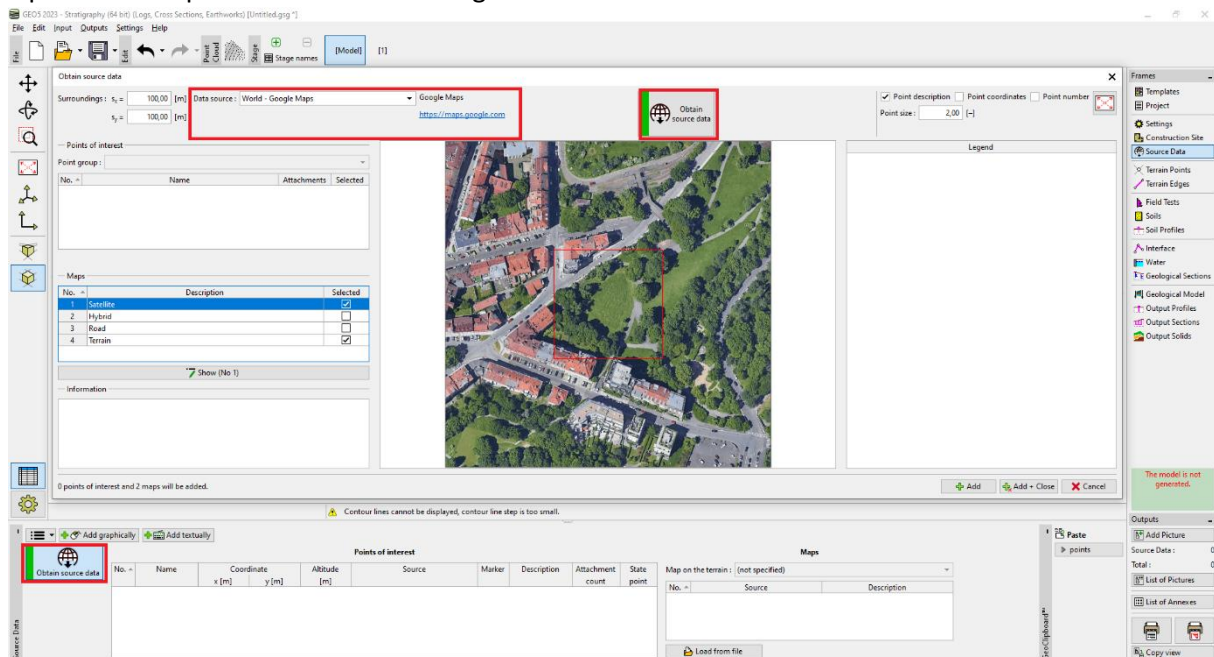 GEO5 2023 - Stratigraphy (64 bit) (Logs, Cross Sections, Earthworks) [Untitled.gsg *]
File Edit Input Outputs Settings Help
File
Edit
Point Cloud
Stage
Stage names
[Model] [1]
Obtain source data
Surroundings : sx = 100,00 [m] Data source : World - Google Maps Google Maps
sy = 100,00 [m] https://maps.google.com
Obtain source data
Point description Point coordinates Point number
Point size : 2,00 [–]
Points of interest
Point group :
No. Name Attachments Selected
Legend
Maps
No. Description Selected
1 Satellite
2 Hybrid
3 Road
4 Terrain
Show (No 1)
Information
0 points of interest and 2 maps will be added.
Add Add + Close Cancel
Contour lines cannot be displayed, contour line step is too small.
Frames
Templates
Project
Settings
Construction Site
Source Data
Terrain Points
Terrain Edges
Field Tests
Soils
Soil Profiles
Interface
Water
Geological Sections
Geological Model
Output Profiles
Output Sections
Output Solids
The model is not generated.
Add graphically Add textually
Obtain source data
Points of interest
No. Name Coordinate Altitude Source Marker Description Attachment State
x [m] y [m] [m] count point
Maps
Map on the terrain : (not specified)
No. Source Description
Load from file
Source Data
GeoClipboard™
Paste
points
Outputs
Add Picture
Source Data : 0
Total : 0
List of Pictures
List of Annexes
Copy view